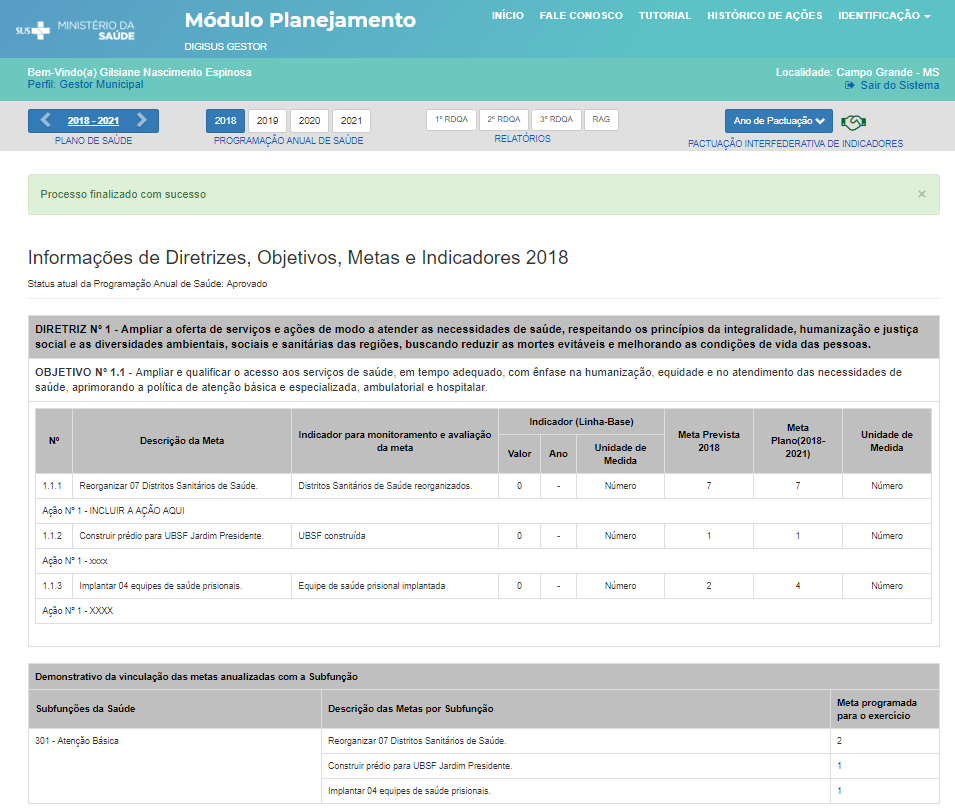 SUS MINISTÉRIO DA
SAÚDE
Módulo Planejamento
DIGISUS GESTOR
INÍCIO FALE CONOSCO TUTORIAL HISTÓRICO DE AÇÕES IDENTIFICAÇÃO
Bem-Vindo(a) Gilsiane Nascimento Espinosa
Perfil: Gestor Municipal
Localidade: Campo Grande - MS
Sair do Sistema
2018 - 2021
PLANO DE SAÚDE
2018 2019 2020 2021
PROGRAMAÇÃO ANUAL DE SAÚDE
1º RDQA 2º RDQA 3º RDQA RAG
RELATÓRIOS
Ano de Pactuação
PACTUAÇÃO INTERFEDERATIVA DE INDICADORES
Processo finalizado com sucesso ×
Informações de Diretrizes, Objetivos, Metas e Indicadores 2018
Status atual da Programação Anual de Saúde: Aprovado
DIRETRIZ Nº 1 - Ampliar a oferta de serviços e ações de modo a atender as necessidades de saúde, respeitando os princípios da integralidade, humanização e justiça
social e as diversidades ambientais, sociais e sanitárias das regiões, buscando reduzir as mortes evitáveis e melhorando as condições de vida das pessoas.
OBJETIVO Nº 1.1 - Ampliar e qualificar o acesso aos serviços de saúde, em tempo adequado, com ênfase na humanização, equidade e no atendimento das necessidades de
saúde, aprimorando a política de atenção básica e especializada, ambulatorial e hospitalar.
Nº
Descrição da Meta
Indicador para monitoramento e avaliação
da meta
Indicador (Linha-Base)
Valor
Ano
Unidade de
Medida
Meta Prevista
2018
Meta
Plano(2018-
2021)
Unidade de
Medida
1.1.1 Reorganizar 07 Distritos Sanitários de Saúde. Distritos Sanitários de Saúde reorganizados. 0 - Número 7 7 Número
Ação Nº 1 - INCLUIR A AÇÃO AQUI
1.1.2 Construir prédio para UBSF Jardim Presidente. UBSF construída 0 - Número 1 1 Número
Ação Nº 1 - xxxx
1.1.3 Implantar 04 equipes de saúde prisionais. Equipe de saúde prisional implantada 0 - Número 2 4 Número
Ação Nº 1 - XXXX
Demonstrativo da vinculação das metas anualizadas com a Subfunção
Subfunções da Saúde
Descrição das Metas por Subfunção
Meta programada
para o exercício
301 - Atenção Básica Reorganizar 07 Distritos Sanitários de Saúde. 2
Construir prédio para UBSF Jardim Presidente. 1
Implantar 04 equipes de saúde prisionais. 1